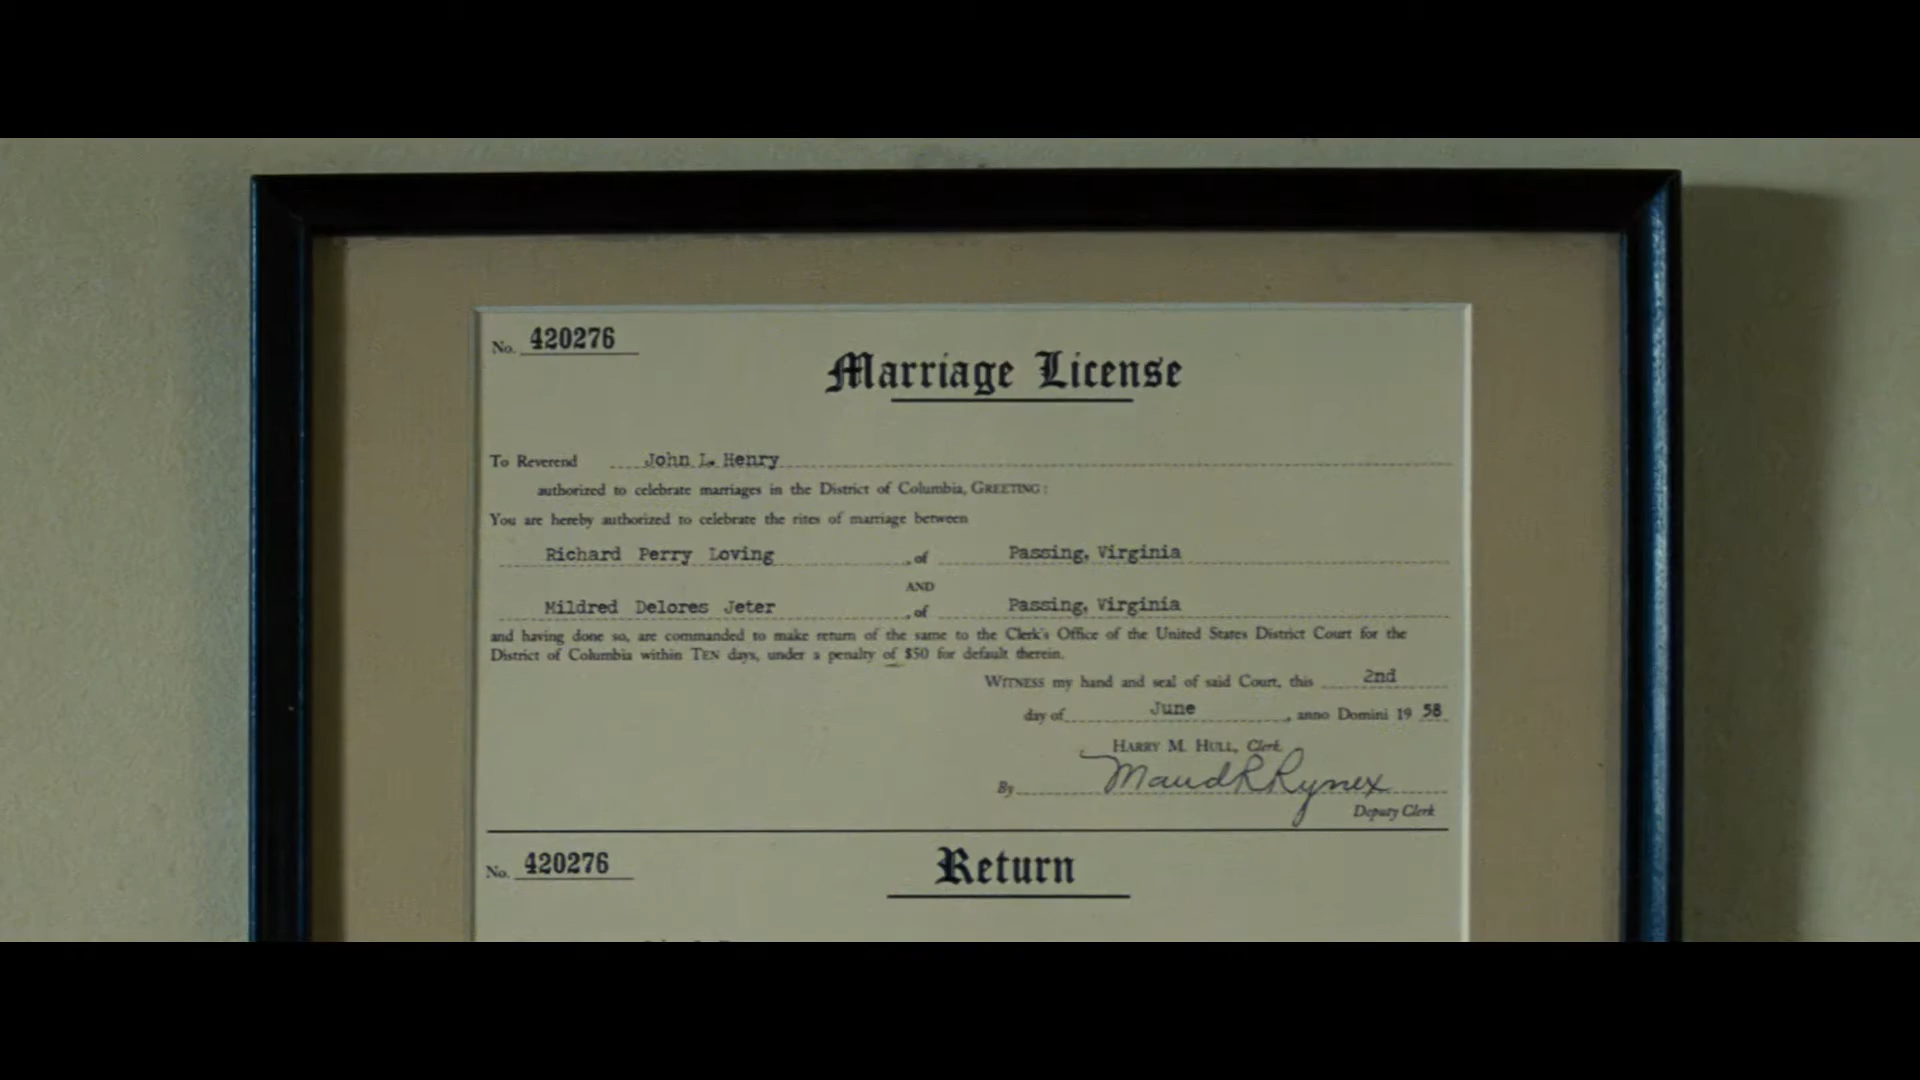 No. 420276
Marriage License
To Reverend John L. Henry
authorized to celebrate marriages in the District of Columbia, GREETING:
You are hereby authorized to celebrate the rites of marriage between
Richard Perry Loving, of Passing, Virginia
AND
Mildred Delores Jeter, of Passing, Virginia
and having done so, are commanded to make return of the same to the Clerk's Office of the United States District Court for the
District of Columbia within TEN days, under a penalty of $50 for default therein.
WITNESS my hand and seal of said Court, this 2nd
day of June, anno Domini 1958
HARRY M. HULL, Clerk.
By Maud R Rynex
Deputy Clerk
No. 420276
Return